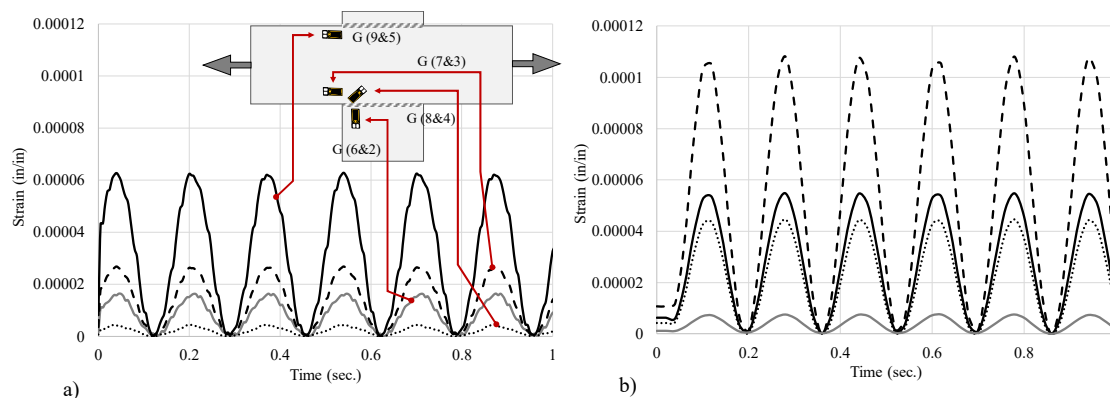 0.00012
0.0001
0.00008
0.00006
0.00004
0.00002
0
Strain (in/in)
G (9&5)
G (7&3)
G (8&4)
G (6&2)
0 0.2 0.4 0.6 0.8 1
Time (sec.)
a)
0.00012
0.0001
0.00008
0.00006
0.00004
0.00002
0
Strain (in/in)
0 0.2 0.4 0.6 0.8
Time (sec.)
b)